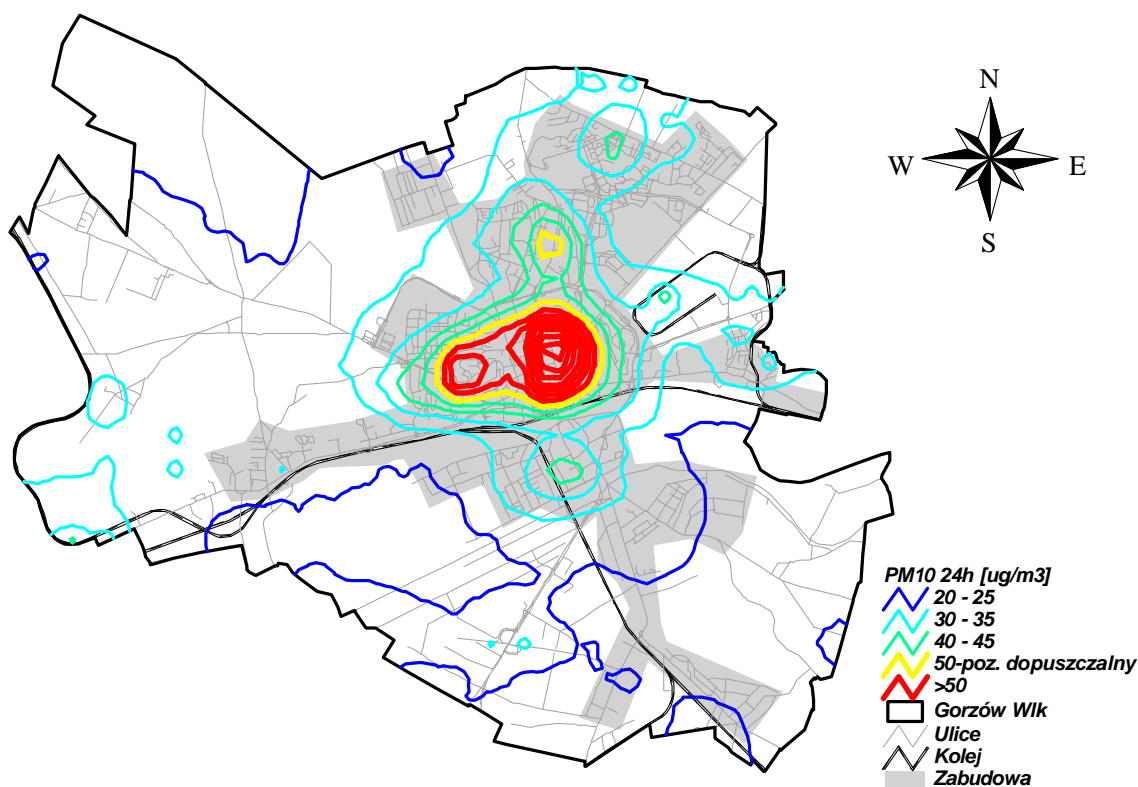 N
W
E
S
PM10 24h [ug/m3]
20 - 25
30 - 35
40 - 45
50-poz. dopuszczalny
>50
Gorzów Wlk
Ulice
Kolej
Zabudowa